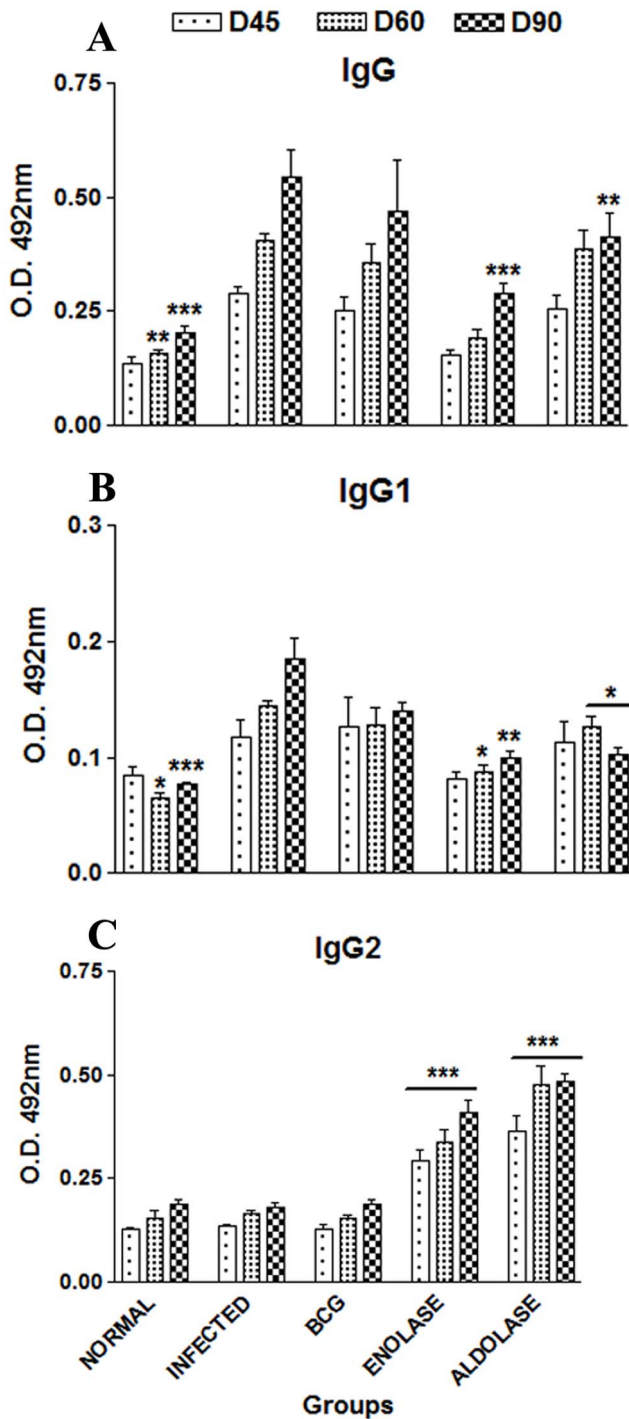 D45 D60 D90
A
IgG
O.D. 492nm
0.75
0.50
0.25
0.00
** *** *** **
B
IgG1
O.D. 492nm
0.3
0.2
0.1
0.0
* *** * ** *
C
IgG2
O.D. 492nm
0.75
0.50
0.25
0.00
*** ***
NORMAL INFECTED BCG ENOLASE ALDOLASE
Groups